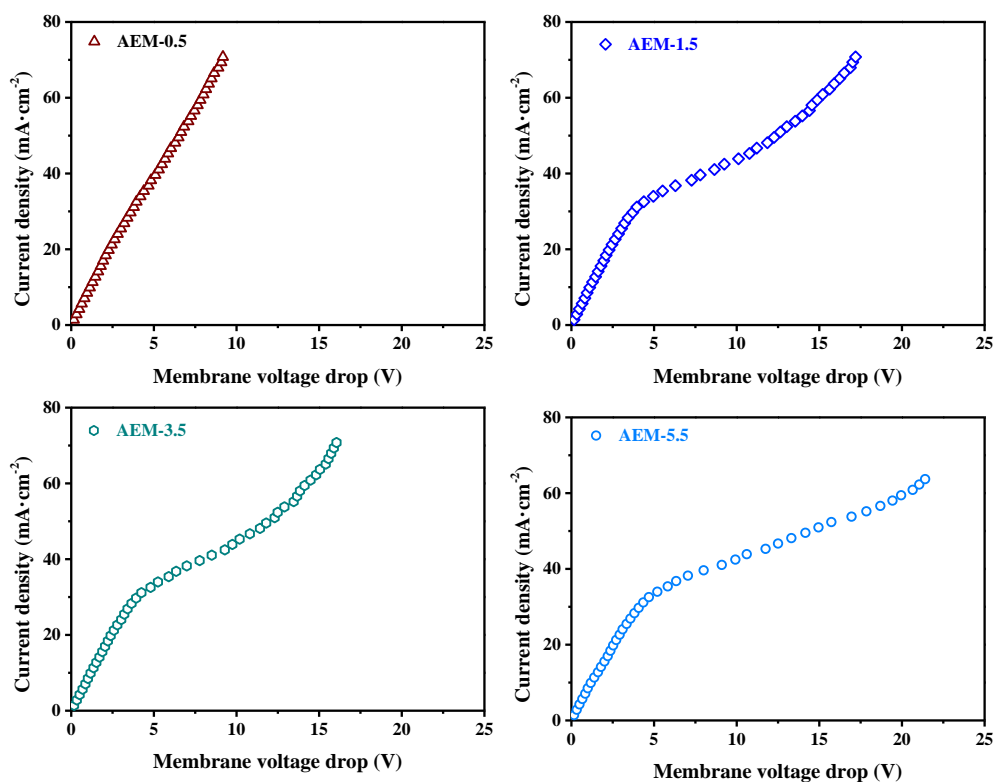 AEM-0.5
Current density (mA·cm⁻²)
80
60
40
20
0
0 5 10 15 20 25
Membrane voltage drop (V)
AEM-1.5
Current density (mA·cm⁻²)
80
60
40
20
0
0 5 10 15 20 25
Membrane voltage drop (V)
AEM-3.5
Current density (mA·cm⁻²)
80
60
40
20
0
0 5 10 15 20 25
Membrane voltage drop (V)
AEM-5.5
Current density (mA·cm⁻²)
80
60
40
20
0
0 5 10 15 20 25
Membrane voltage drop (V)